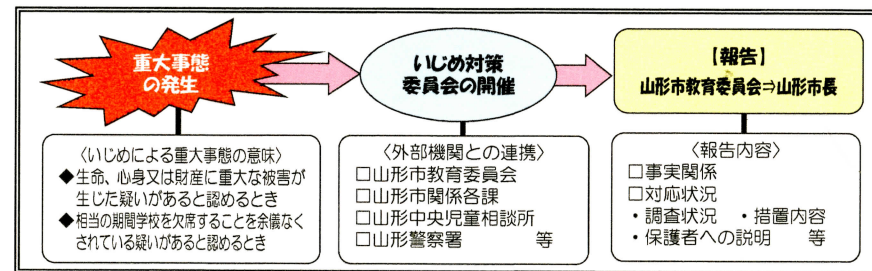 重大事態
の発生
いじめ対策
委員会の開催
【報告】
山形市教育委員会⇒山形市長
〈いじめによる重大事態の意味〉
◆生命、心身又は財産に重大な被害が
生じた疑いがあると認めるとき
◆相当の期間学校を欠席することを余儀なく
されている疑いがあると認めるとき
〈外部機関との連携〉
□山形市教育委員会
□山形市関係各課
□山形中央児童相談所
□山形警察署 等
〈報告内容〉
□事実関係
□対応状況
・調査状況 ・措置内容
・保護者への説明 等